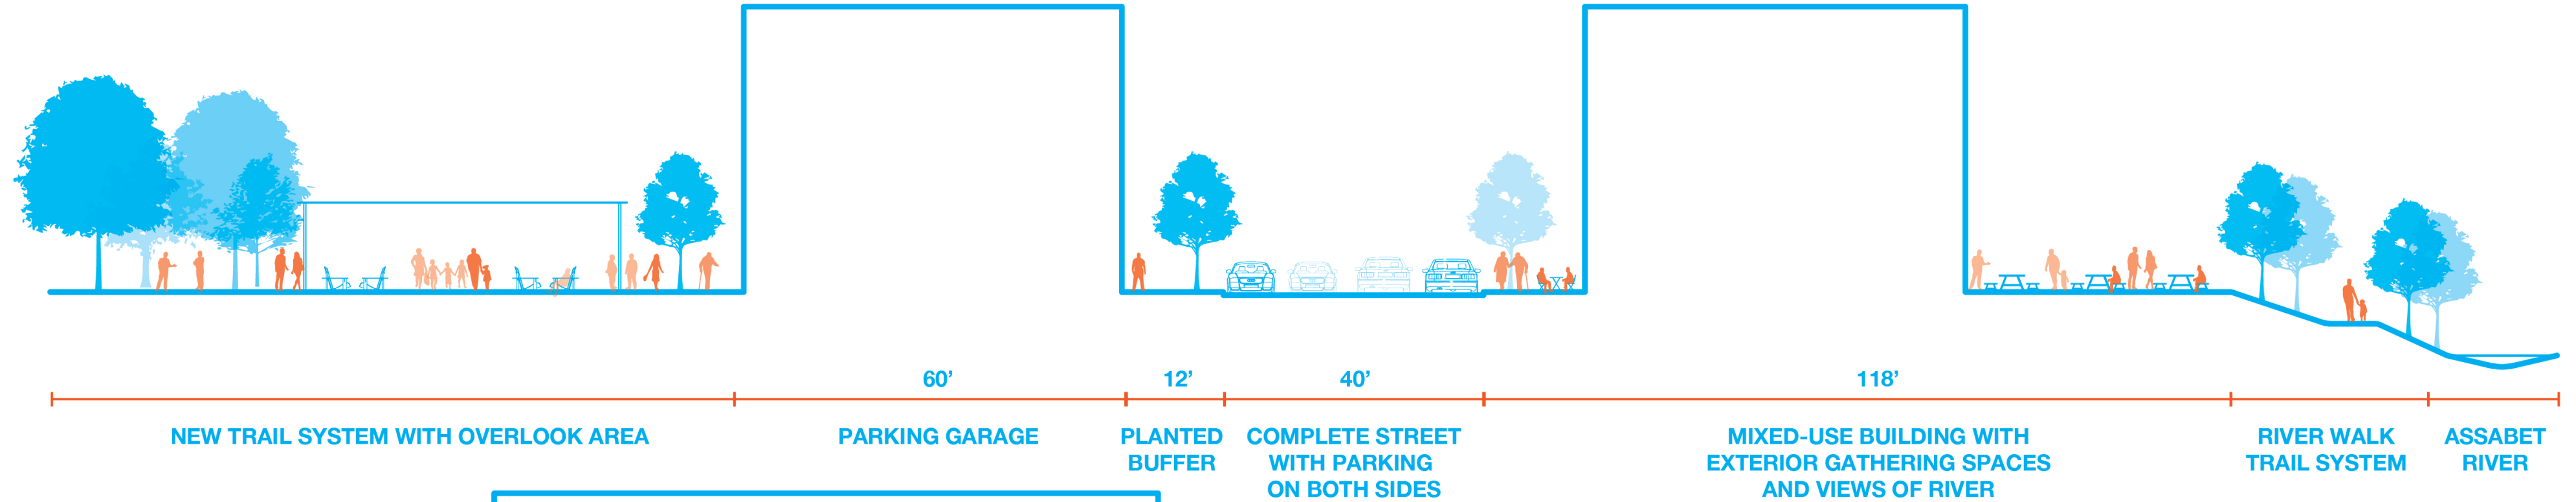 60’
12’
40’
118’
NEW TRAIL SYSTEM WITH OVERLOOK AREA
PARKING GARAGE
PLANTED
BUFFER
COMPLETE STREET
WITH PARKING
ON BOTH SIDES
MIXED-USE BUILDING WITH
EXTERIOR GATHERING SPACES
AND VIEWS OF RIVER
RIVER WALK
TRAIL SYSTEM
ASSABET
RIVER